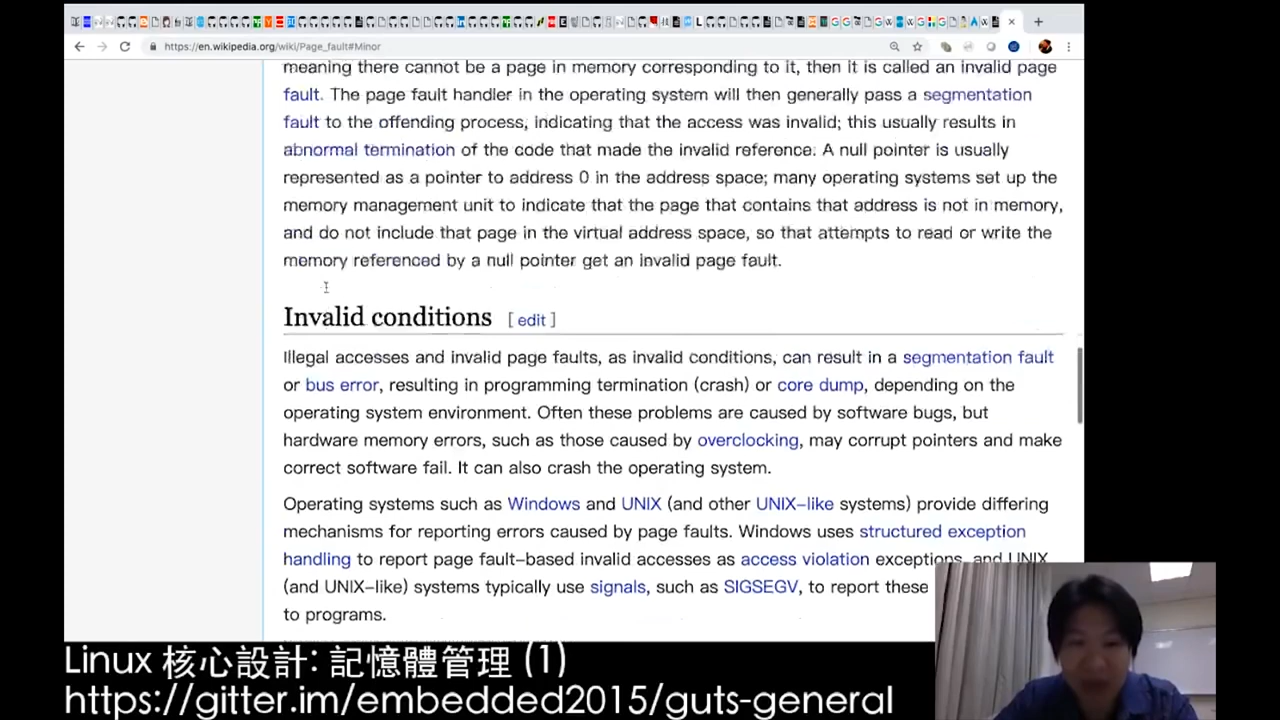 https://en.wikipedia.org/wiki/Page_fault#Minor
meaning there cannot be a page in memory corresponding to it, then it is called an invalid page
fault. The page fault handler in the operating system will then generally pass a segmentation
fault to the offending process, indicating that the access was invalid; this usually results in
abnormal termination of the code that made the invalid reference. A null pointer is usually
represented as a pointer to address 0 in the address space; many operating systems set up the
memory management unit to indicate that the page that contains that address is not in memory,
and do not include that page in the virtual address space, so that attempts to read or write the
memory referenced by a null pointer get an invalid page fault.
Invalid conditions [ edit ]
Illegal accesses and invalid page faults, as invalid conditions, can result in a segmentation fault
or bus error, resulting in programming termination (crash) or core dump, depending on the
operating system environment. Often these problems are caused by software bugs, but
hardware memory errors, such as those caused by overclocking, may corrupt pointers and make
correct software fail. It can also crash the operating system.
Operating systems such as Windows and UNIX (and other UNIX-like systems) provide differing
mechanisms for reporting errors caused by page faults. Windows uses structured exception
handling to report page fault-based invalid accesses as access violation exceptions, and UNIX
(and UNIX-like) systems typically use signals, such as SIGSEGV, to report these
to programs.
Linux 核心設計: 記憶體管理 (1)
https://gitter.im/embedded2015/guts-general